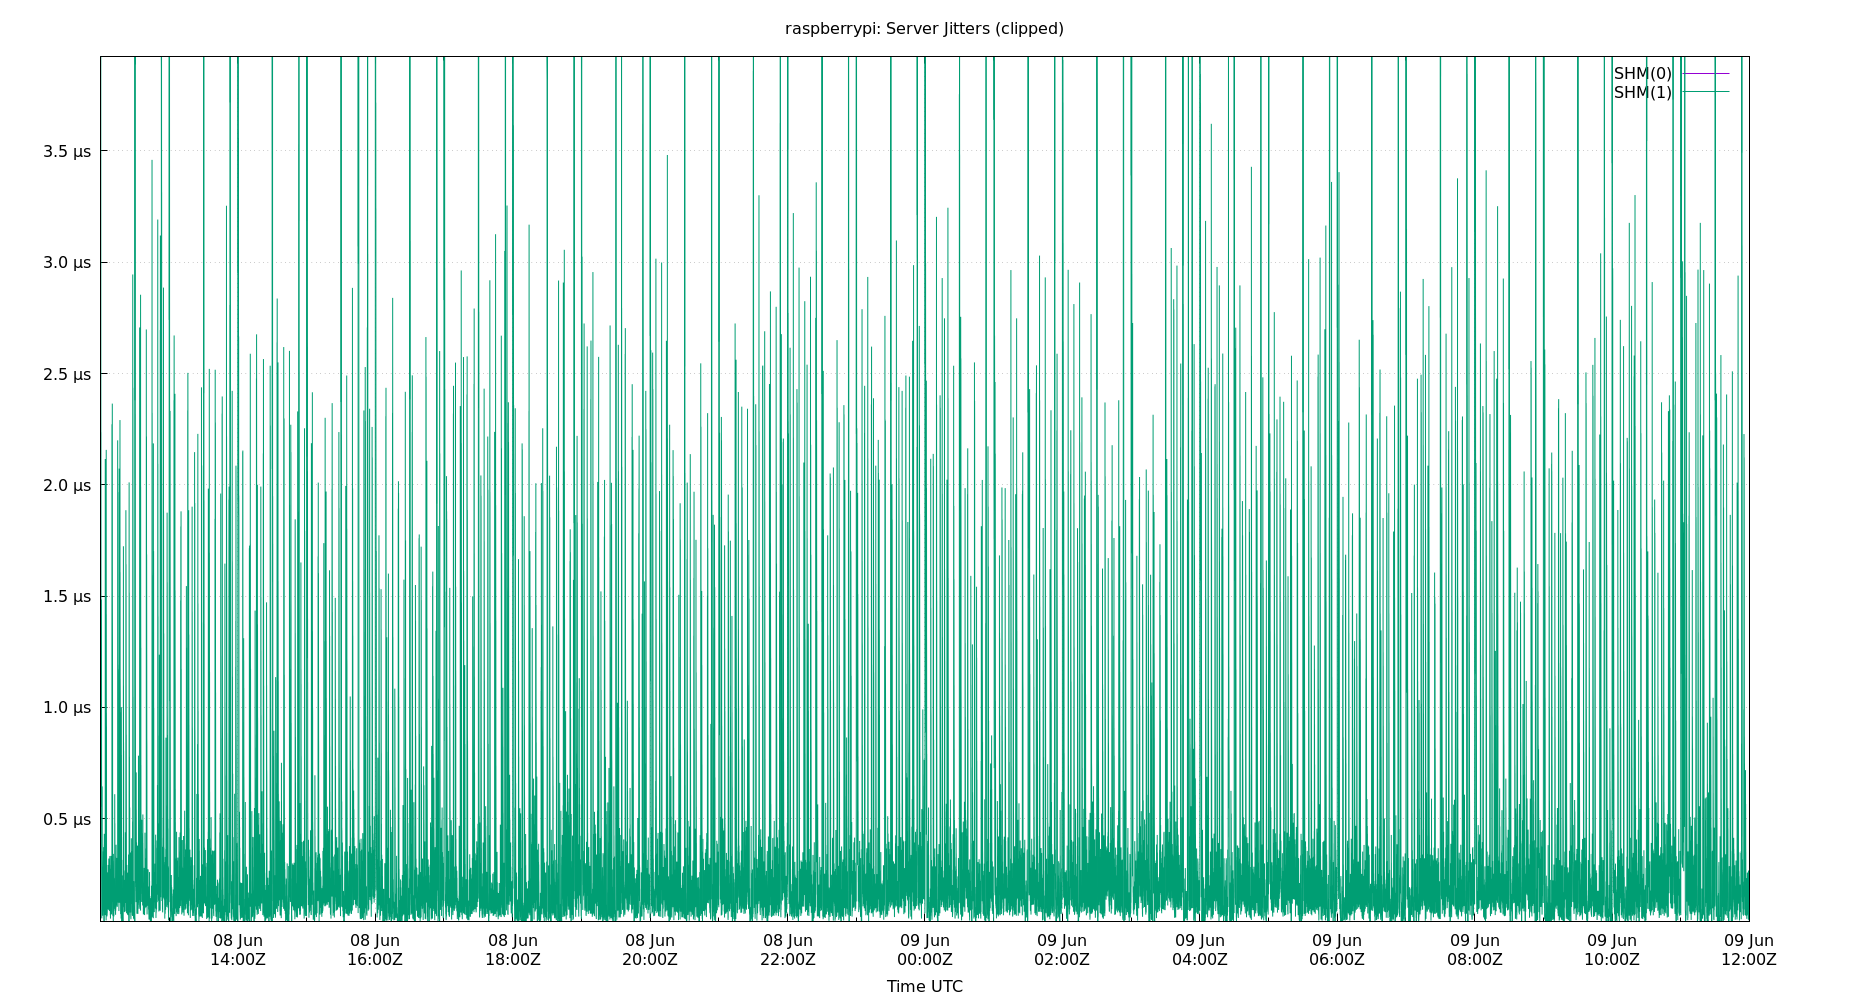 raspberrypi: Server Jitters (clipped)
SHM(0)
SHM(1)
3.5 µs
3.0 µs
2.5 µs
2.0 µs
1.5 µs
1.0 µs
0.5 µs
08 Jun 08 Jun 08 Jun 08 Jun 08 Jun 09 Jun 09 Jun 09 Jun 09 Jun 09 Jun 09 Jun 09 Jun
14:00Z 16:00Z 18:00Z 20:00Z 22:00Z 00:00Z 02:00Z 04:00Z 06:00Z 08:00Z 10:00Z 12:00Z
Time UTC